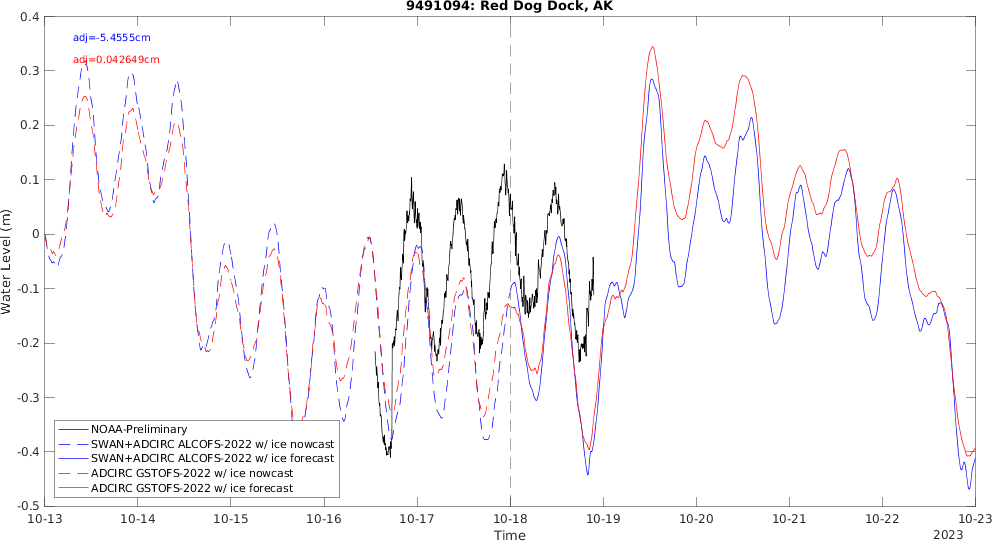 9491094: Red Dog Dock, AK
adj=-5.4555cm
adj=0.042649cm
Water Level (m)
0.4
0.3
0.2
0.1
0
-0.1
-0.2
-0.3
-0.4
-0.5
NOAA-Preliminary
SWAN+ADCIRC ALCOFS-2022 w/ ice nowcast
SWAN+ADCIRC ALCOFS-2022 w/ ice forecast
ADCIRC GSTOFS-2022 w/ ice nowcast
ADCIRC GSTOFS-2022 w/ ice forecast
10-13 10-14 10-15 10-16 10-17 10-18 10-19 10-20 10-21 10-22 10-23
Time
2023